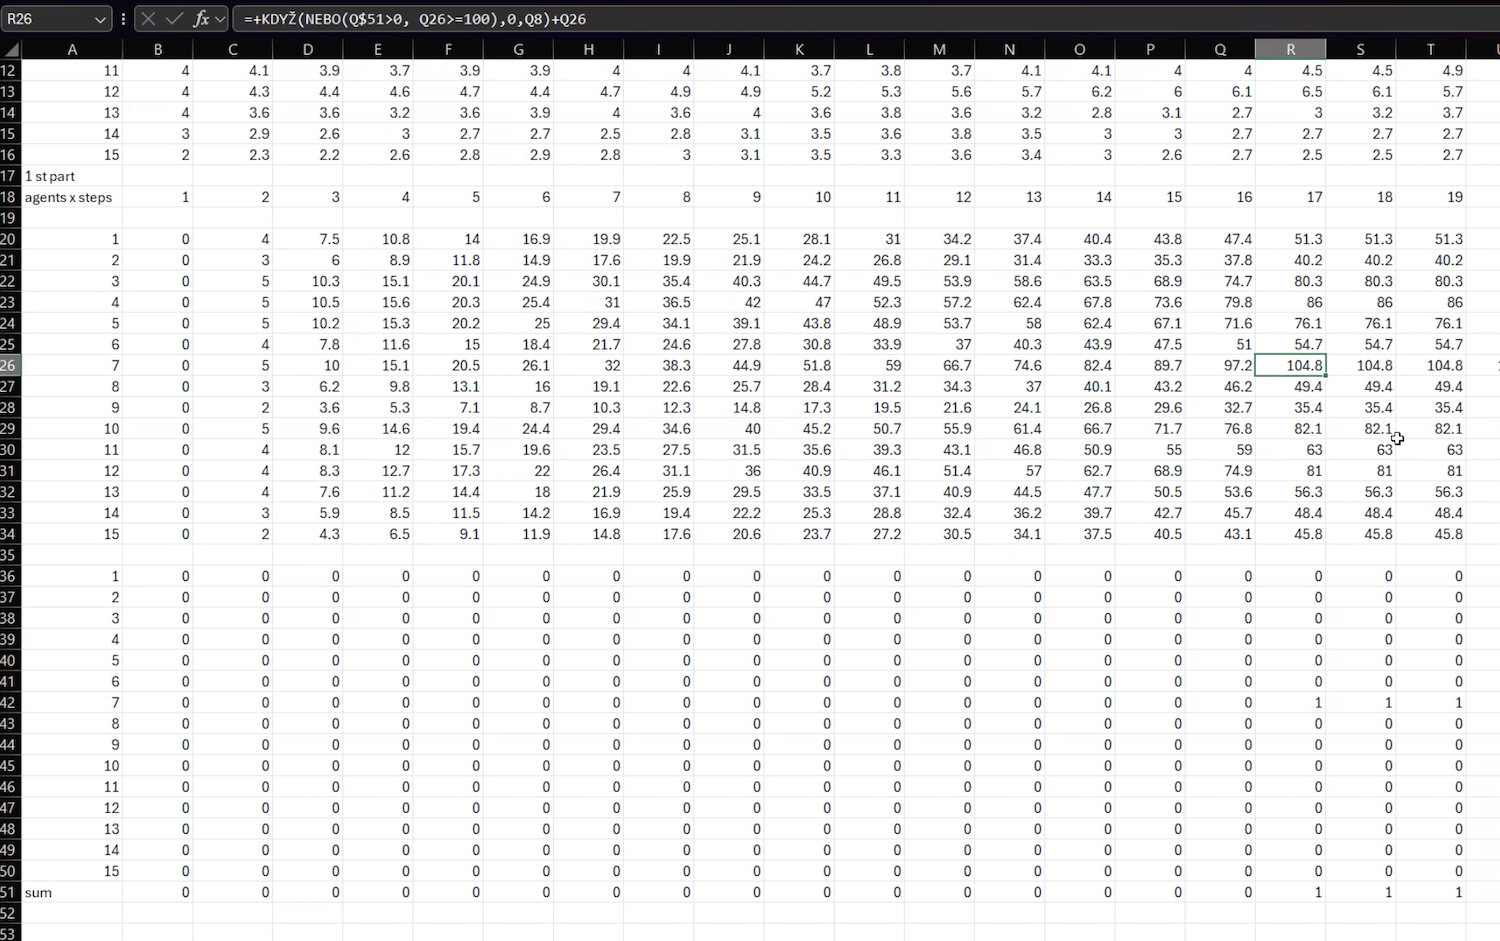 R26 fx =+KDYŽ(NEBO(Q$51>0, Q26>=100),0,Q8)+Q26
A B C D E F G H I J K L M N O P Q R S T
12 11 4 4.1 3.9 3.7 3.9 3.9 4 4 4.1 3.7 3.8 3.7 4.1 4.1 4 4 4.5 4.5 4.9
13 12 4 4.3 4.4 4.6 4.7 4.4 4.7 4.9 4.9 5.2 5.3 5.6 5.7 6.2 6 6.1 6.5 6.1 5.7
14 13 4 3.6 3.6 3.2 3.6 3.9 4 3.6 4 3.6 3.8 3.6 3.2 2.8 3.1 2.7 3 3.2 3.7
15 14 3 2.9 2.6 3 2.7 2.7 2.5 2.8 3.1 3.5 3.6 3.8 3.5 3 3 2.7 2.7 2.7 2.7
16 15 2 2.3 2.2 2.6 2.8 2.9 2.8 3 3.1 3.5 3.3 3.6 3.4 3 2.6 2.7 2.5 2.5 2.7
17 1 st part
18 agents x steps 1 2 3 4 5 6 7 8 9 10 11 12 13 14 15 16 17 18 19
19
20 1 0 4 7.5 10.8 14 16.9 19.9 22.5 25.1 28.1 31 34.2 37.4 40.4 43.8 47.4 51.3 51.3 51.3
21 2 0 3 6 8.9 11.8 14.9 17.6 19.9 21.9 24.2 26.8 29.1 31.4 33.3 35.3 37.8 40.2 40.2 40.2
22 3 0 5 10.3 15.1 20.1 24.9 30.1 35.4 40.3 44.7 49.5 53.9 58.6 63.5 68.9 74.7 80.3 80.3 80.3
23 4 0 5 10.5 15.6 20.3 25.4 31 36.5 42 47 52.3 57.2 62.4 67.8 73.6 79.8 86 86 86
24 5 0 5 10.2 15.3 20.2 25 29.4 34.1 39.1 43.8 48.9 53.7 58 62.4 67.1 71.6 76.1 76.1 76.1
25 6 0 4 7.8 11.6 15 18.4 21.7 24.6 27.8 30.8 33.9 37 40.3 43.9 47.5 51 54.7 54.7 54.7
26 7 0 5 10 15.1 20.5 26.1 32 38.3 44.9 51.8 59 66.7 74.6 82.4 89.7 97.2 104.8 104.8 104.8
27 8 0 3 6.2 9.8 13.1 16 19.1 22.6 25.7 28.4 31.2 34.3 37 40.1 43.2 46.2 49.4 49.4 49.4
28 9 0 2 3.6 5.3 7.1 8.7 10.3 12.3 14.8 17.3 19.5 21.6 24.1 26.8 29.6 32.7 35.4 35.4 35.4
29 10 0 5 9.6 14.6 19.4 24.4 29.4 34.6 40 45.2 50.7 55.9 61.4 66.7 71.7 76.8 82.1 82.1 82.1
30 11 0 4 8.1 12 15.7 19.6 23.5 27.5 31.5 35.6 39.3 43.1 46.8 50.9 55 59 63 63 63
31 12 0 4 8.3 12.7 17.3 22 26.4 31.1 36 40.9 46.1 51.4 57 62.7 68.9 74.9 81 81 81
32 13 0 4 7.6 11.2 14.4 18 21.9 25.9 29.5 33.5 37.1 40.9 44.5 47.7 50.5 53.6 56.3 56.3 56.3
33 14 0 3 5.9 8.5 11.5 14.2 16.9 19.4 22.2 25.3 28.8 32.4 36.2 39.7 42.7 45.7 48.4 48.4 48.4
34 15 0 2 4.3 6.5 9.1 11.9 14.8 17.6 20.6 23.7 27.2 30.5 34.1 37.5 40.5 43.1 45.8 45.8 45.8
35
36 1 0 0 0 0 0 0 0 0 0 0 0 0 0 0 0 0 0 0 0
37 2 0 0 0 0 0 0 0 0 0 0 0 0 0 0 0 0 0 0 0
38 3 0 0 0 0 0 0 0 0 0 0 0 0 0 0 0 0 0 0 0
39 4 0 0 0 0 0 0 0 0 0 0 0 0 0 0 0 0 0 0 0
40 5 0 0 0 0 0 0 0 0 0 0 0 0 0 0 0 0 0 0 0
41 6 0 0 0 0 0 0 0 0 0 0 0 0 0 0 0 0 0 0 0
42 7 0 0 0 0 0 0 0 0 0 0 0 0 0 0 0 0 1 1 1
43 8 0 0 0 0 0 0 0 0 0 0 0 0 0 0 0 0 0 0 0
44 9 0 0 0 0 0 0 0 0 0 0 0 0 0 0 0 0 0 0 0
45 10 0 0 0 0 0 0 0 0 0 0 0 0 0 0 0 0 0 0 0
46 11 0 0 0 0 0 0 0 0 0 0 0 0 0 0 0 0 0 0 0
47 12 0 0 0 0 0 0 0 0 0 0 0 0 0 0 0 0 0 0 0
48 13 0 0 0 0 0 0 0 0 0 0 0 0 0 0 0 0 0 0 0
49 14 0 0 0 0 0 0 0 0 0 0 0 0 0 0 0 0 0 0 0
50 15 0 0 0 0 0 0 0 0 0 0 0 0 0 0 0 0 0 0 0
51 sum 0 0 0 0 0 0 0 0 0 0 0 0 0 0 0 0 1 1 1
52
53